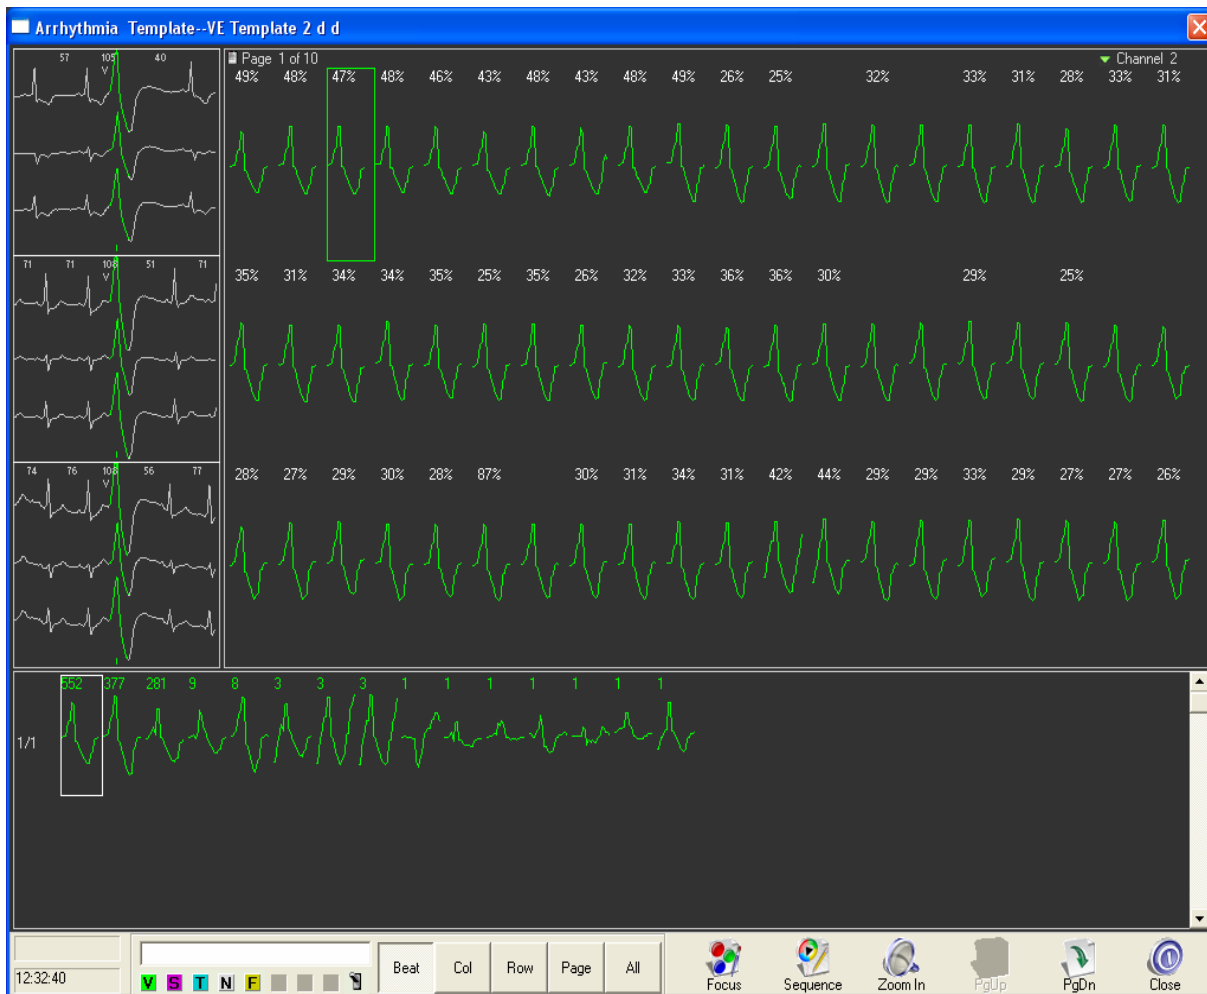 Arrhythmia Template--VE Template 2 d d
57 105 40
V
Page 1 of 10
Channel 2
49% 48% 47% 48% 46% 43% 48% 43% 48% 49% 26% 25% 32% 33% 31% 28% 33% 31%
71 71 108 51 71
V
35% 31% 34% 34% 35% 25% 35% 26% 32% 33% 36% 36% 30% 29% 25%
74 76 108 56 77
V
28% 27% 29% 30% 28% 87% 30% 31% 34% 31% 42% 44% 29% 29% 33% 29% 27% 27% 26%
552 377 281 9 8 3 3 3 1 1 1 1 1 1 1
1/1
12:32:40
V S T N F
Beat Col Row Page All
Focus Sequence Zoom In PgUp PgDn Close